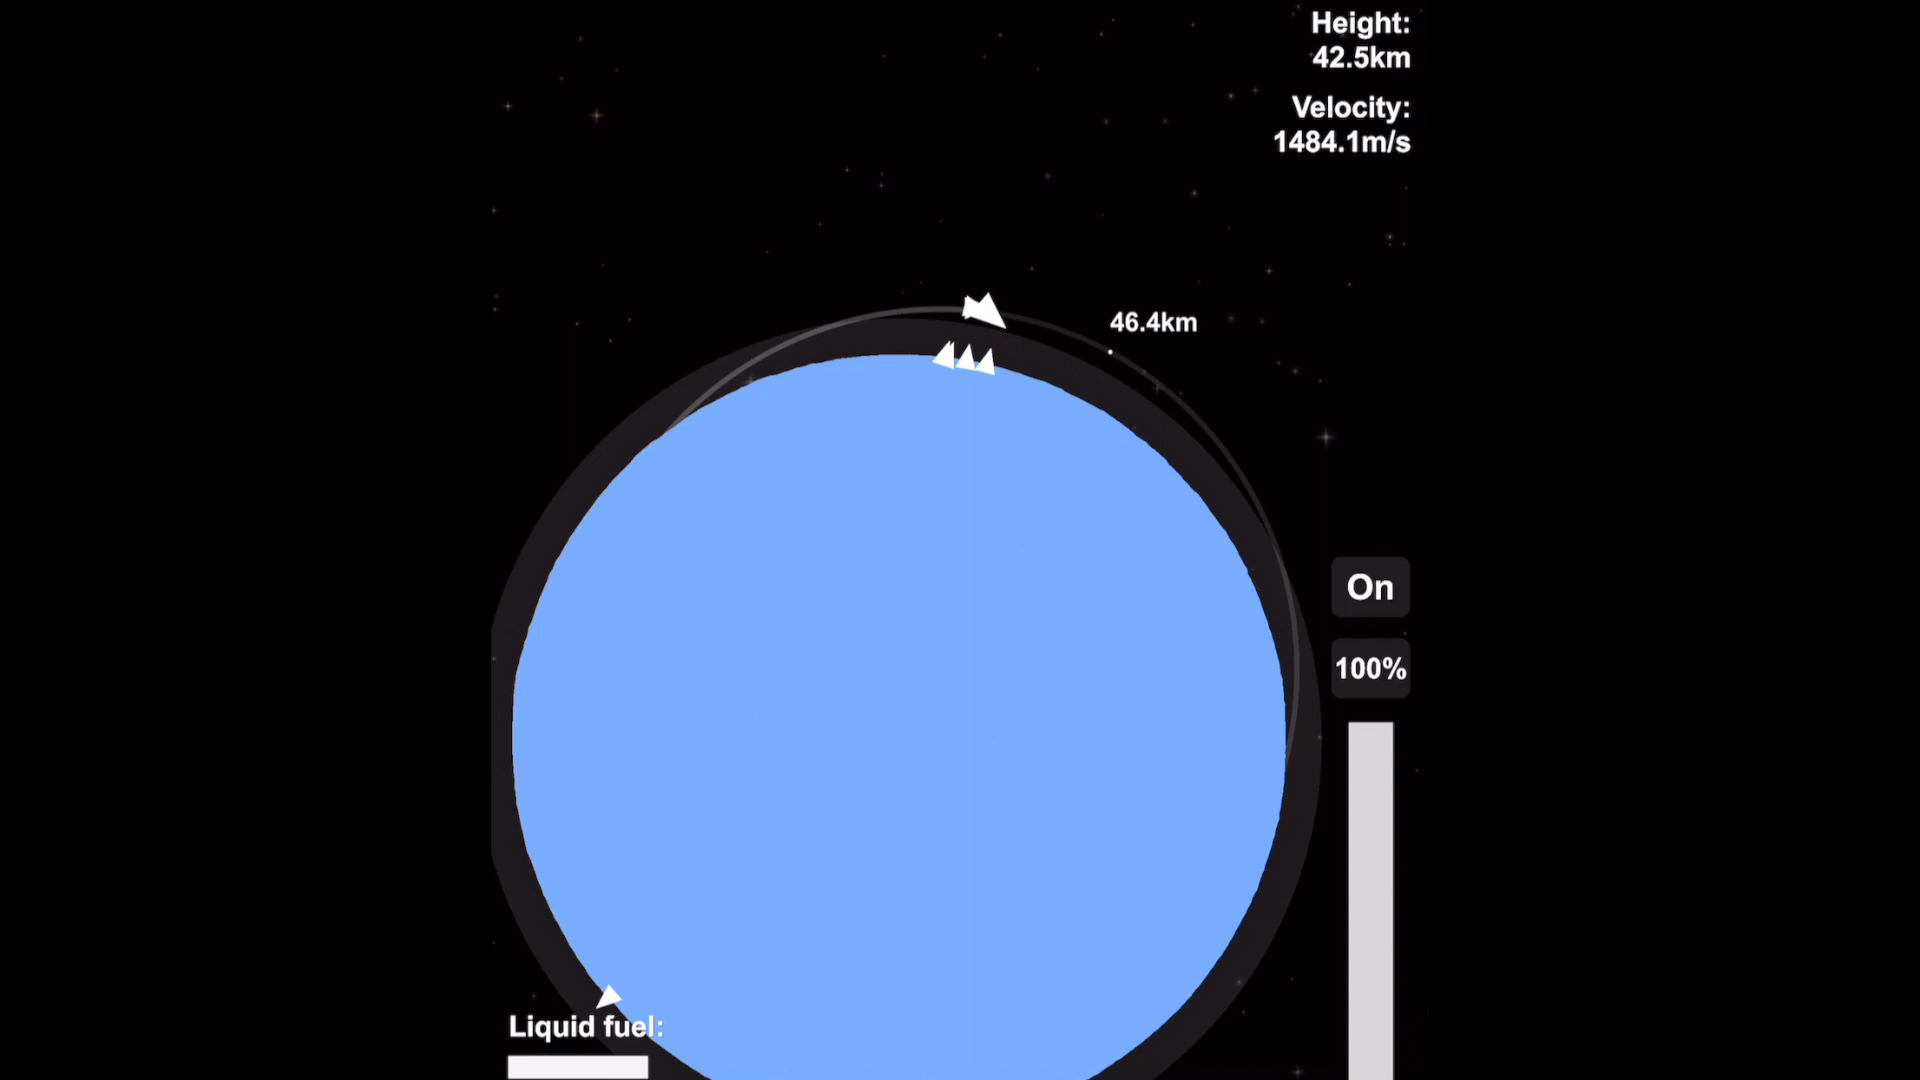 Height:
42.5km
Velocity:
1484.1m/s
46.4km
On
100%
Liquid fuel: